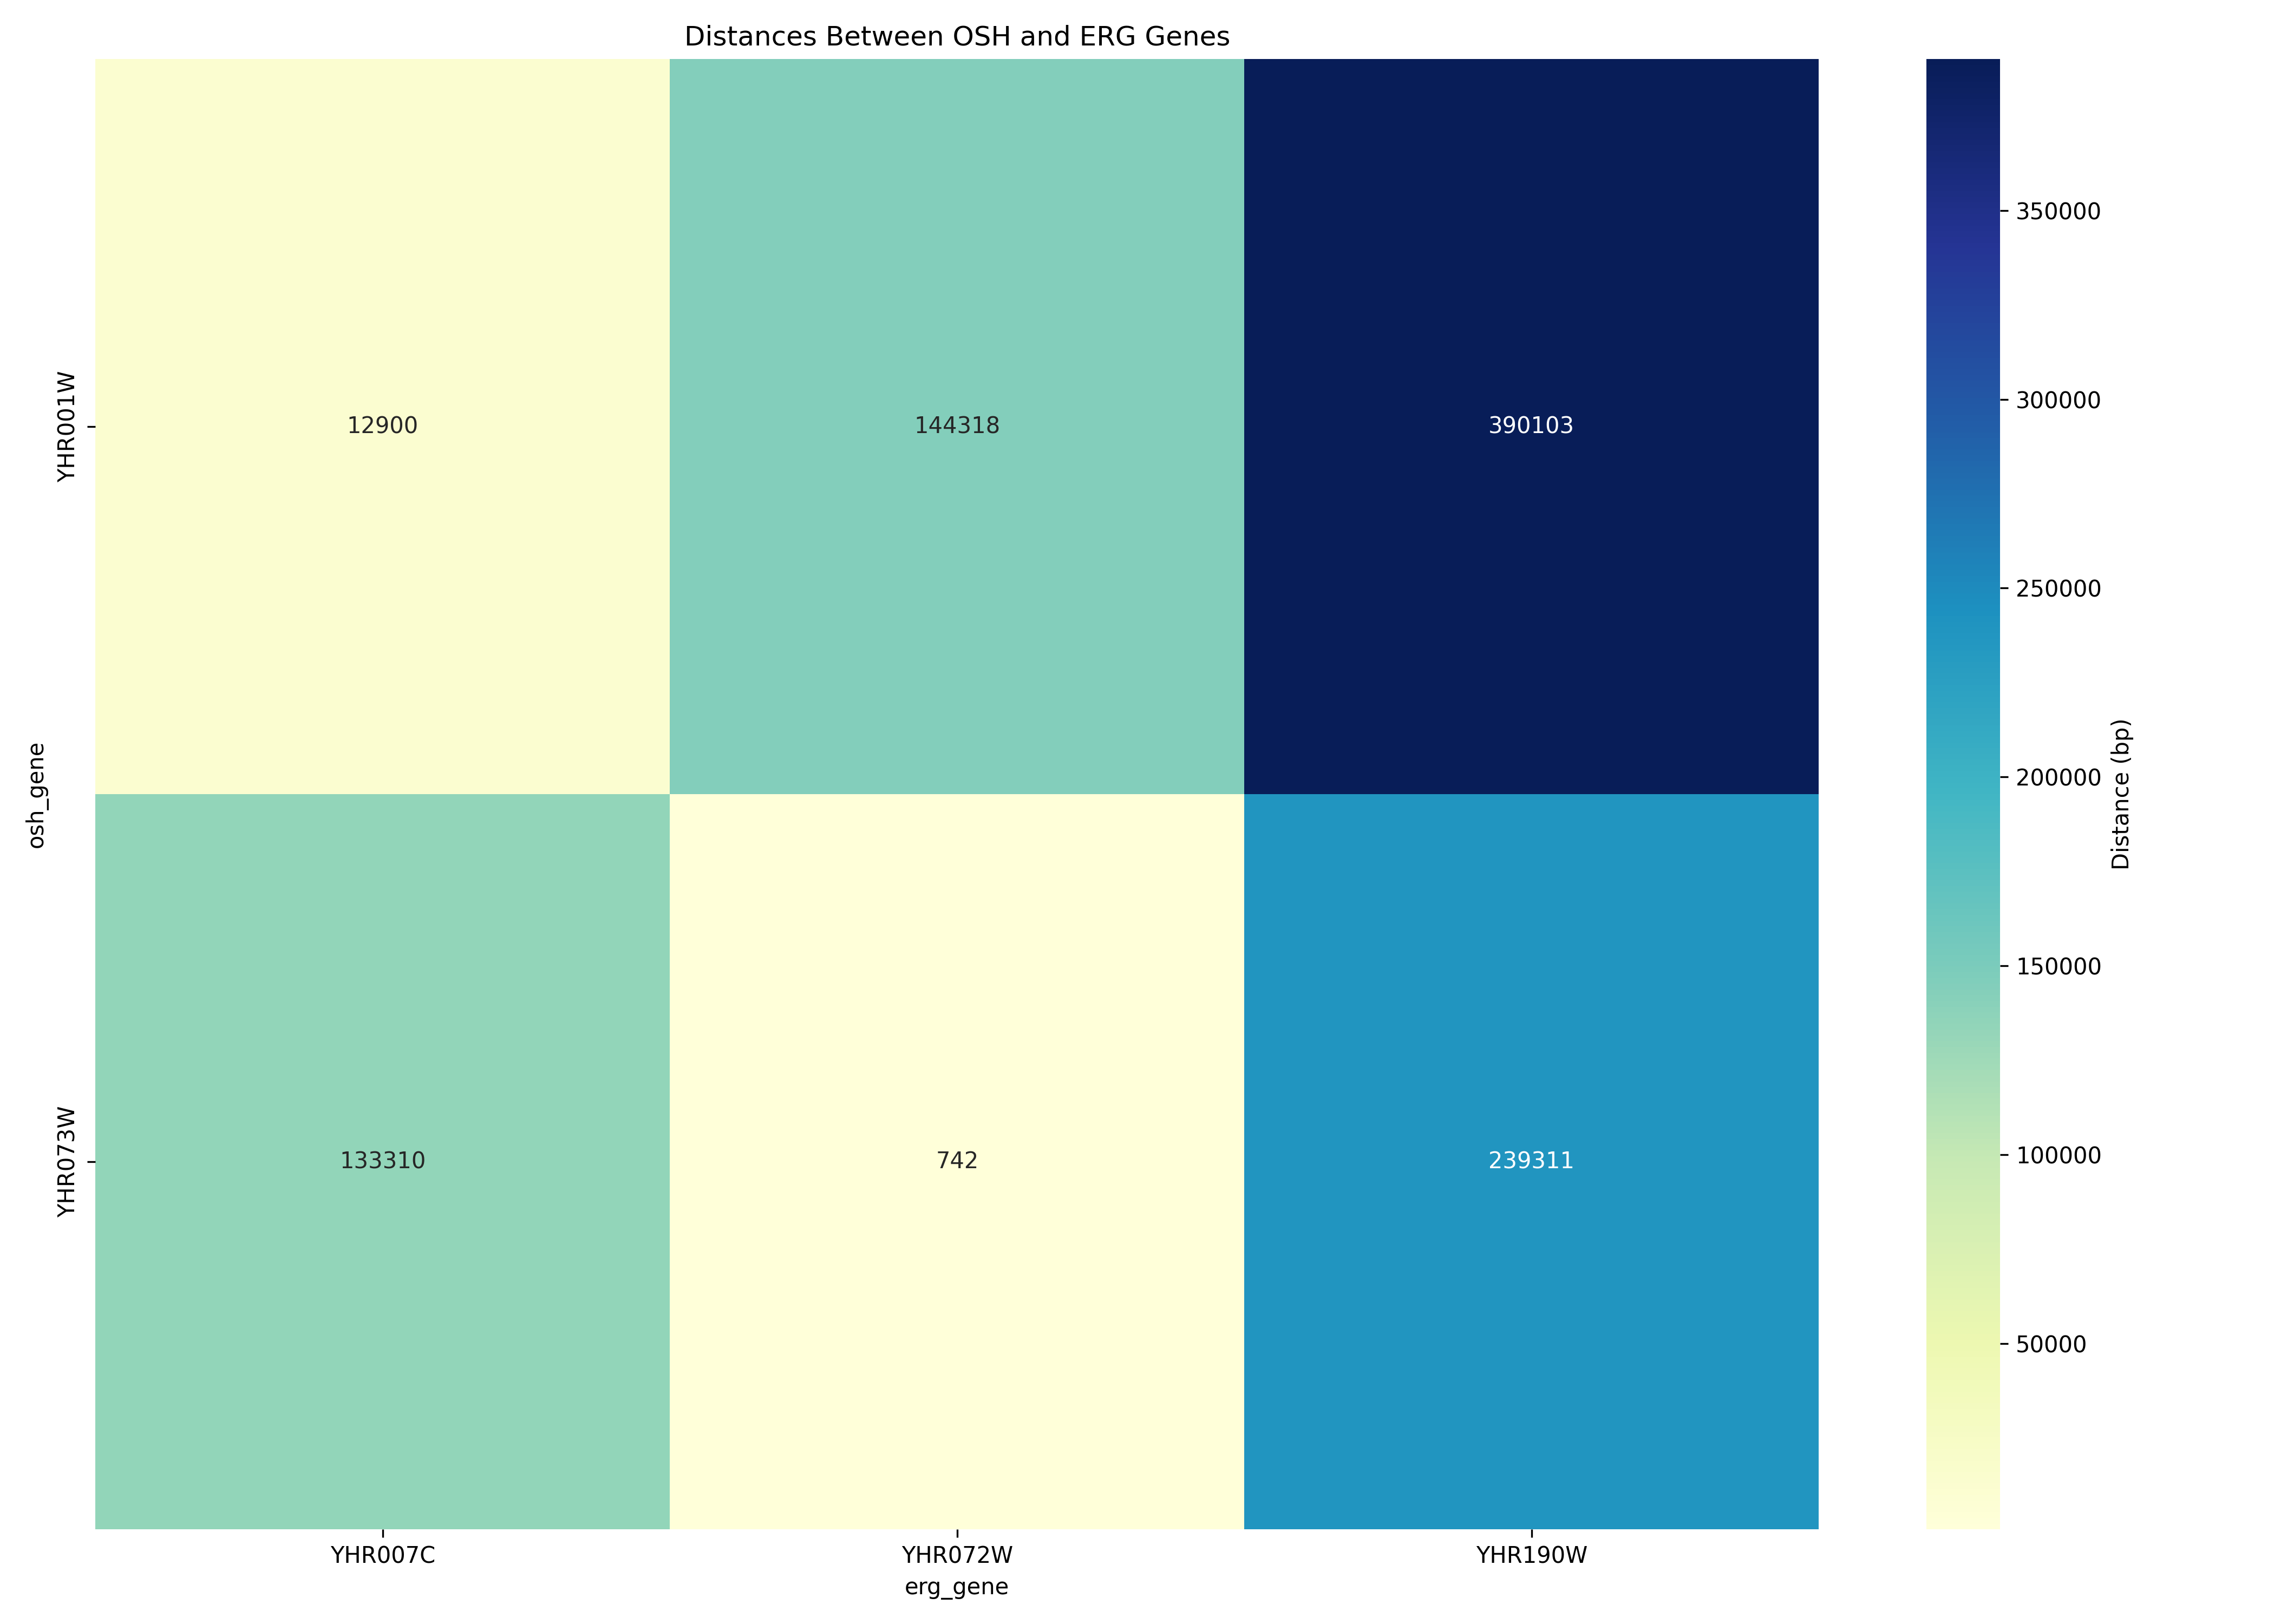 Distances Between OSH and ERG Genes
osh_gene
YHR001W
12900 144318 390103
YHR073W
133310 742 239311
YHR007C YHR072W YHR190W
erg_gene
350000
300000
250000
200000
150000
100000
50000
Distance (bp)